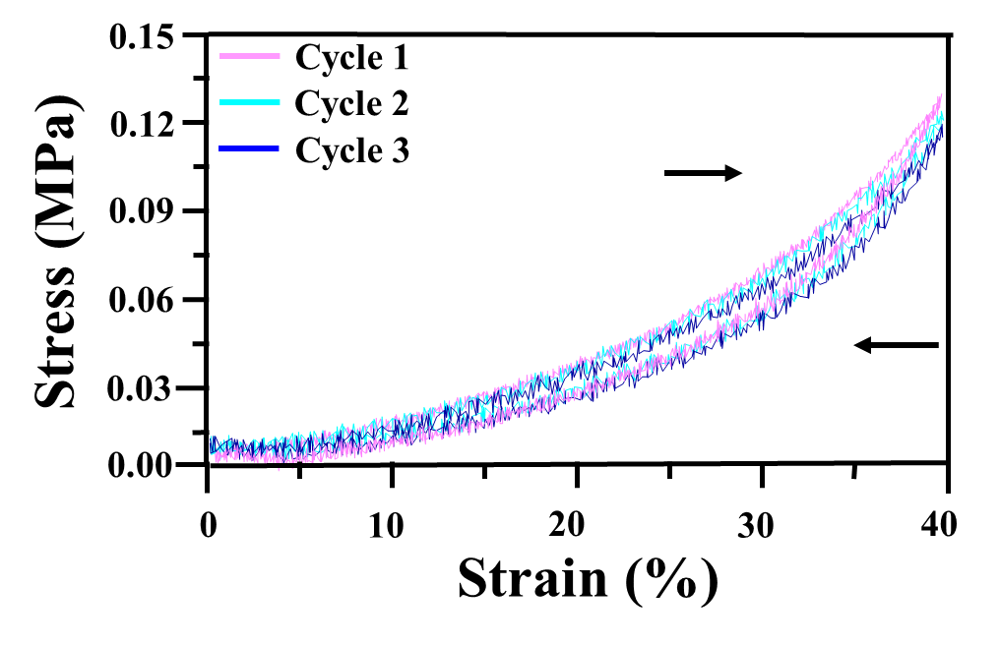 0.15
Cycle 1
Cycle 2
0.12
Cycle 3
0.09
0.06
0.03
0.00
Stress (MPa)
0 10 20 30 40
Strain (%)